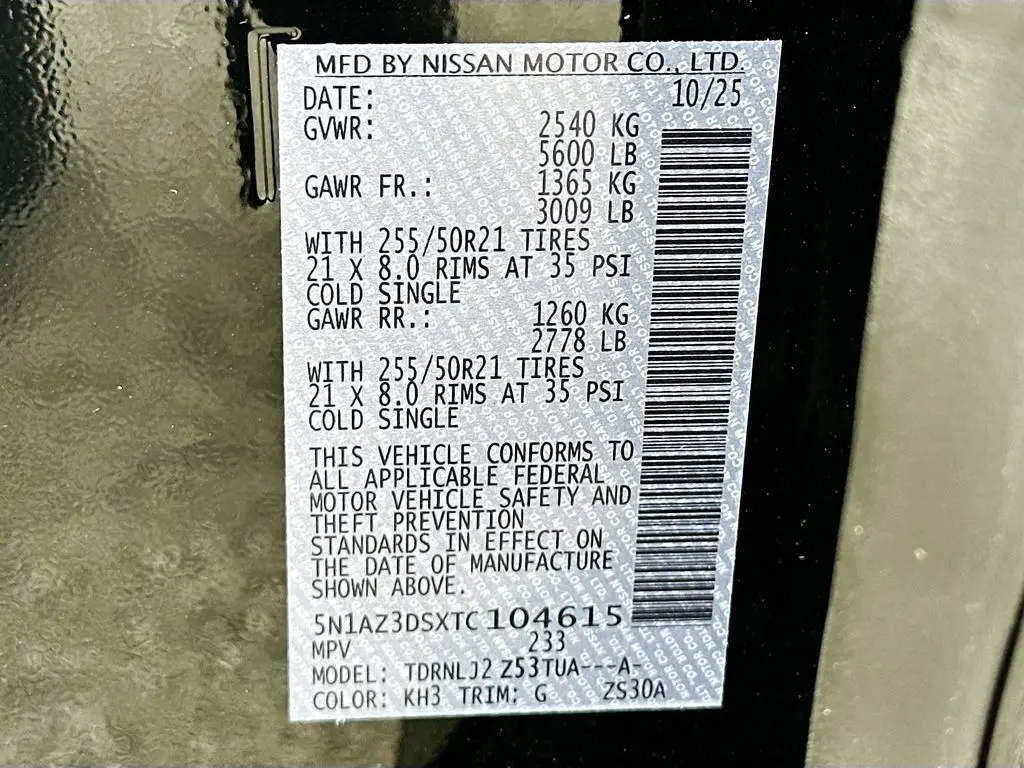 MFD BY NISSAN MOTOR CO., LTD.
DATE: 10/25
GVWR: 2540 KG
5600 LB
GAWR FR.: 1365 KG
3009 LB
WITH 255/50R21 TIRES
21 X 8.0 RIMS AT 35 PSI
COLD SINGLE
GAWR RR.: 1260 KG
2778 LB
WITH 255/50R21 TIRES
21 X 8.0 RIMS AT 35 PSI
COLD SINGLE
THIS VEHICLE CONFORMS TO
ALL APPLICABLE FEDERAL
MOTOR VEHICLE SAFETY AND
THEFT PREVENTION
STANDARDS IN EFFECT ON
THE DATE OF MANUFACTURE
SHOWN ABOVE.
5N1AZ3DSXTC 104615
MPV 233
MODEL: TDRNLJ2 Z53TUA---A-
COLOR: KH3 TRIM: G ZS30A